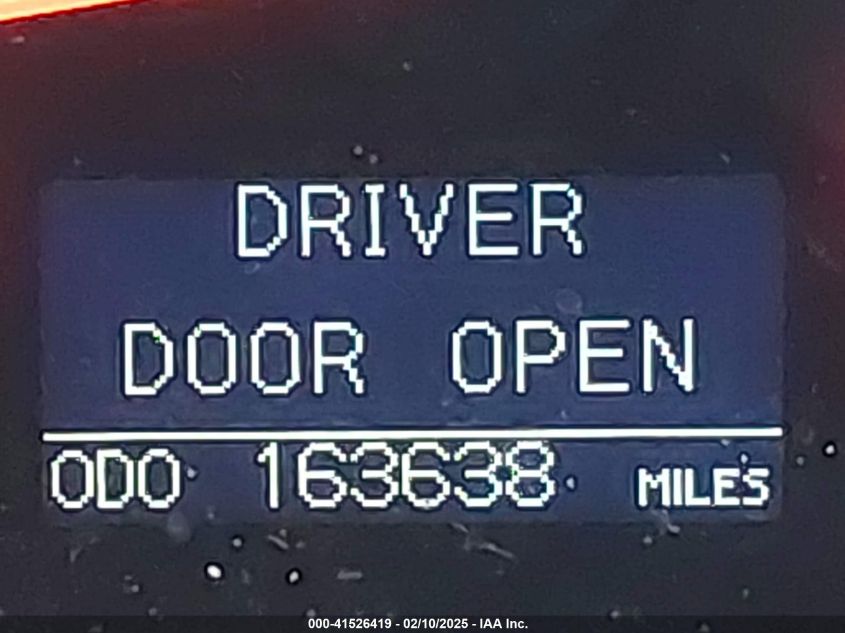 DRIVER
DOOR OPEN
ODO 163638 MILES
000-41526419 - 02/10/2025 - IAA Inc.